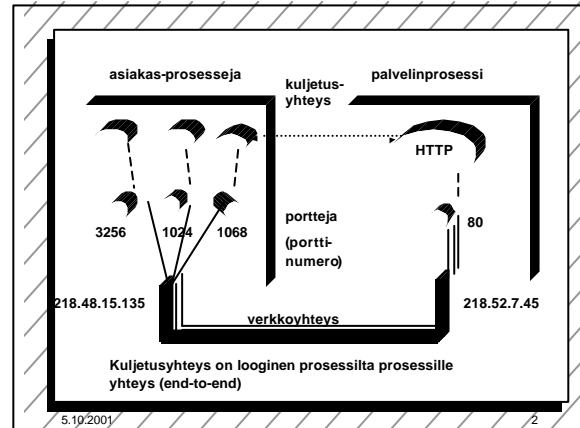 asiakas-prosesseja
kuljetus-
yhteys
palvelinprosessi
HTTP
3256
1024
1068
portteja
(portti-
numero)
80
218.48.15.135
218.52.7.45
verkkoyhteys
Kuljetusyhteys on looginen prosessilta prosessille
yhteys (end-to-end)
5.10.2001
2